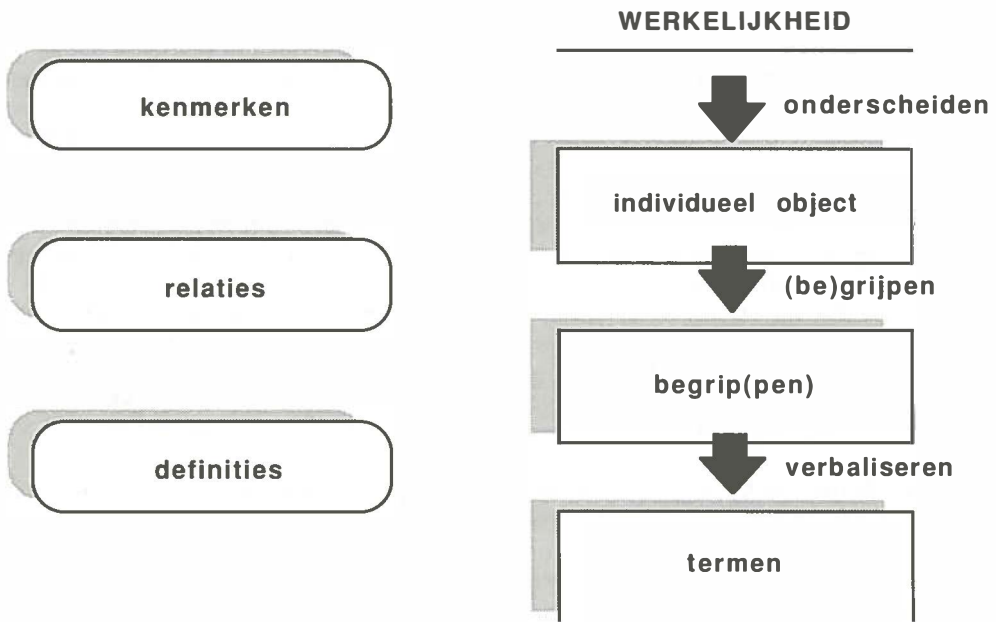 kenmerken
relaties
definities
WERKELIJKHEID
onderscheiden
individueel object
(be)grijpen
begrip(pen)
verbaliseren
termen